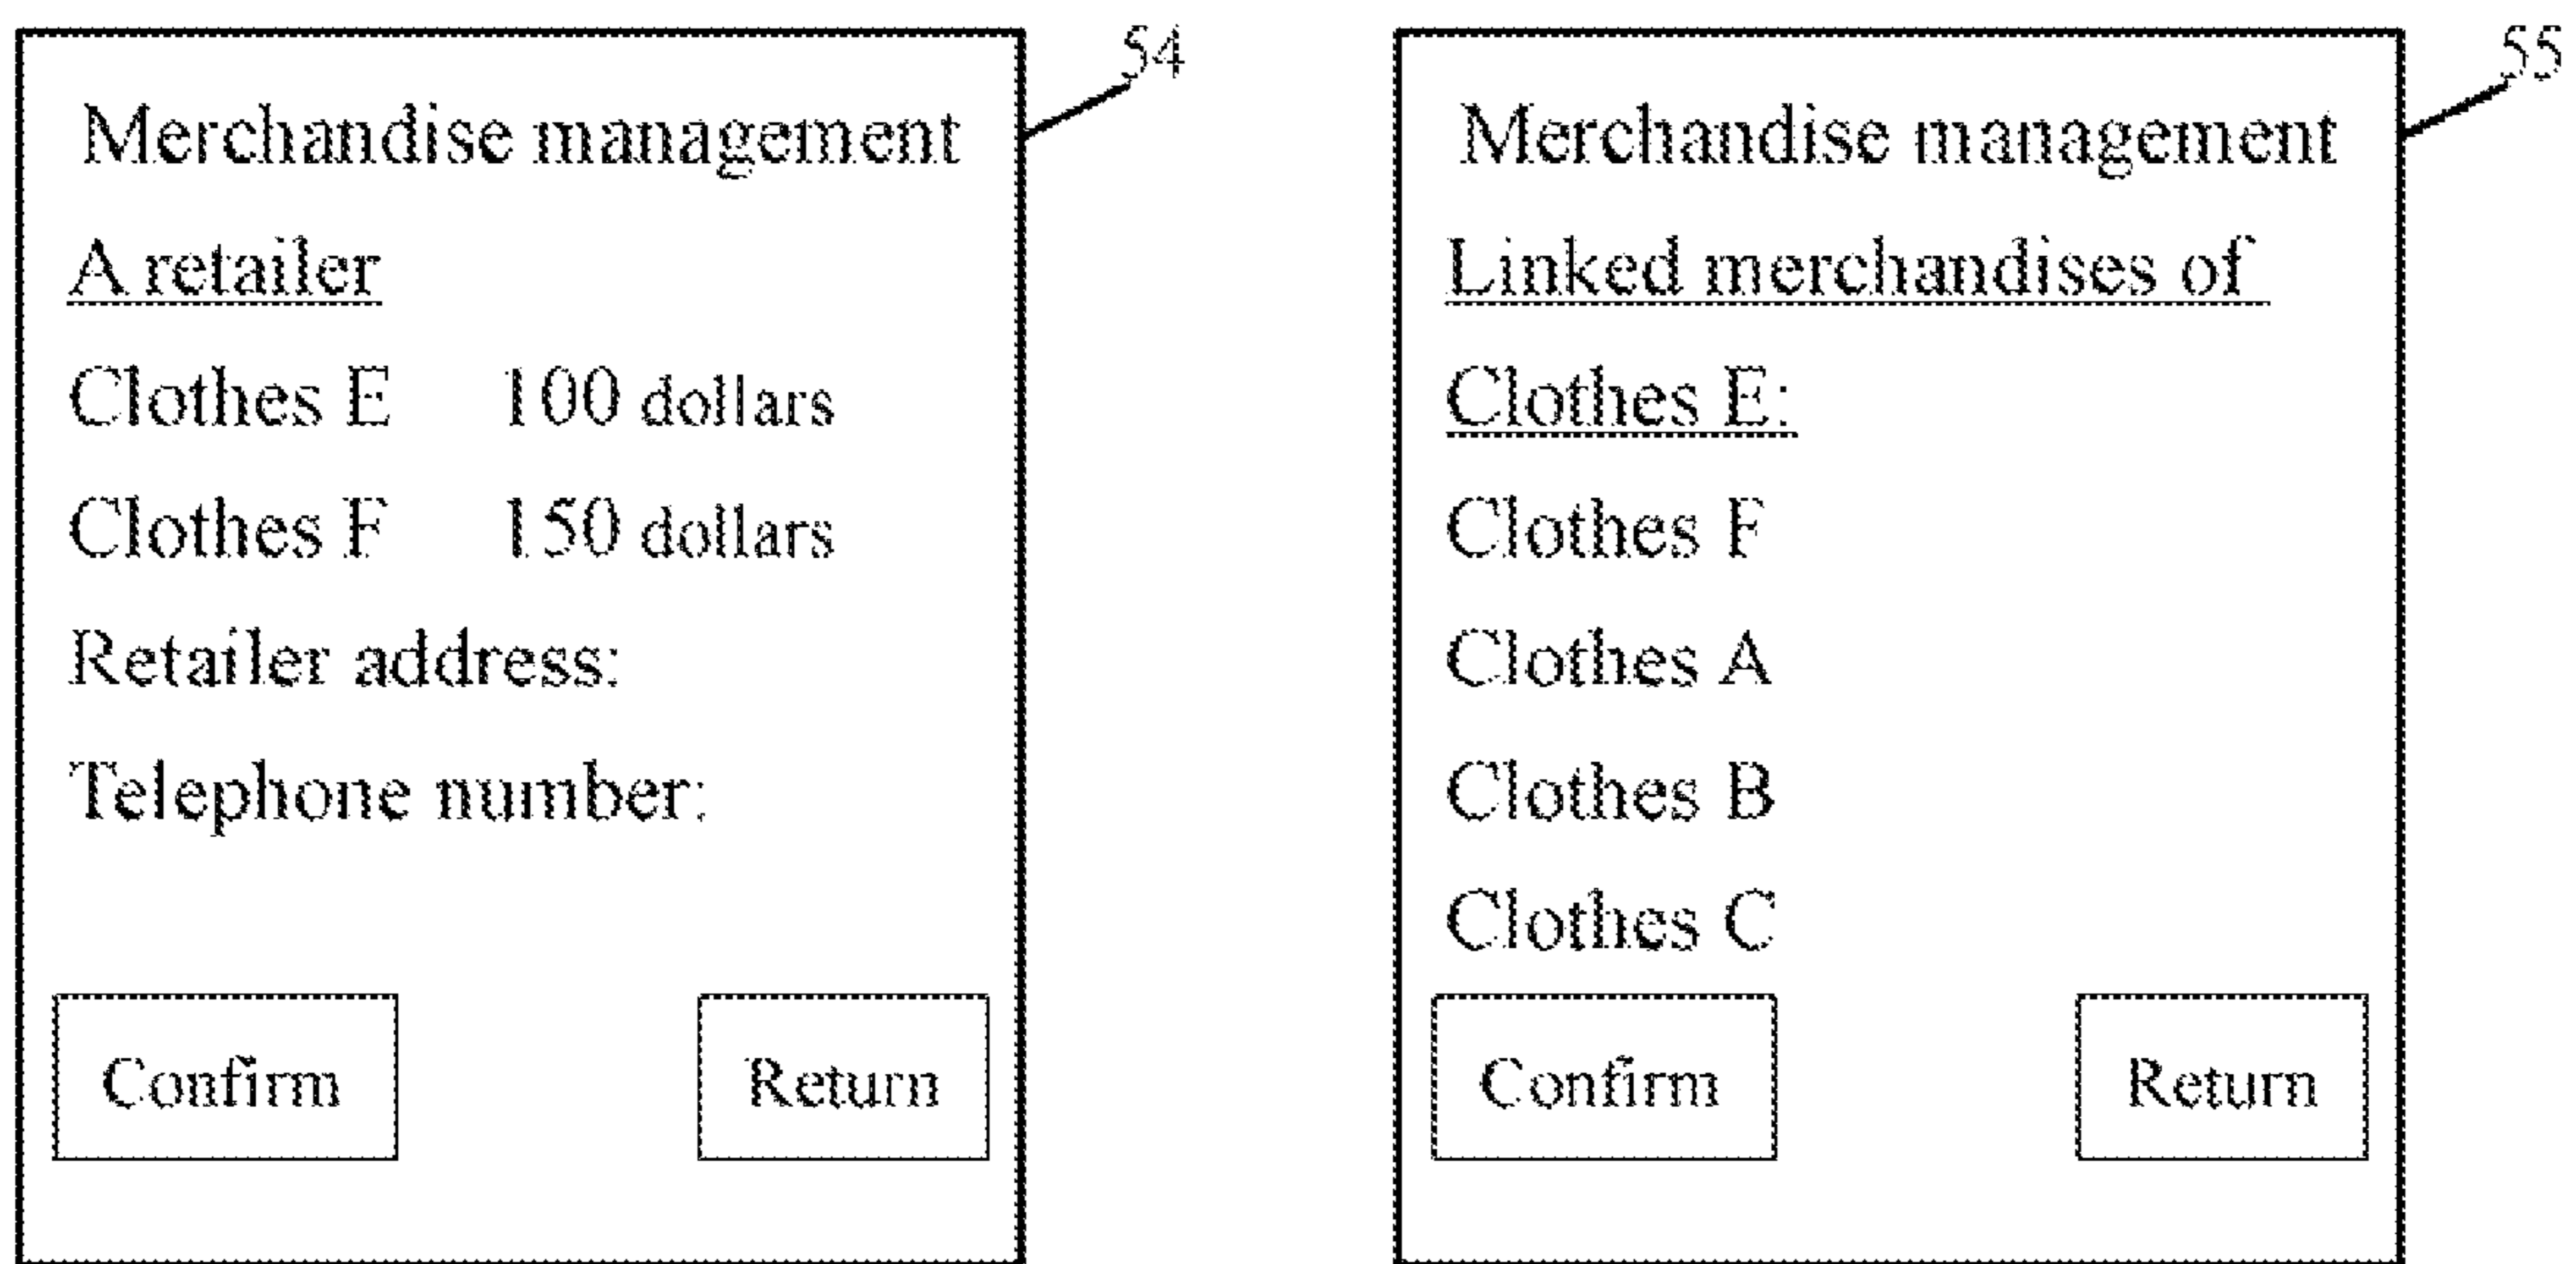 54
Merchandise management
A retailer
Clothes E 100 dollars
Clothes F 150 dollars
Retailer address:
Telephone number:
Confirm Return
55
Merchandise management
Linked merchandises of
Clothes E:
Clothes F
Clothes A
Clothes B
Clothes C
Confirm Return